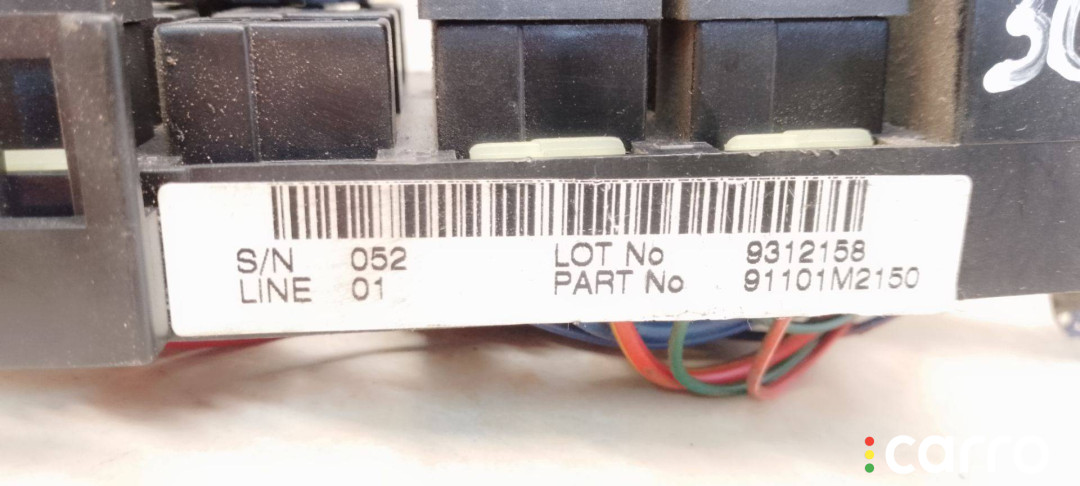 S/N 052 LOT No 9312158
LINE 01 PART No 91101M2150
carro